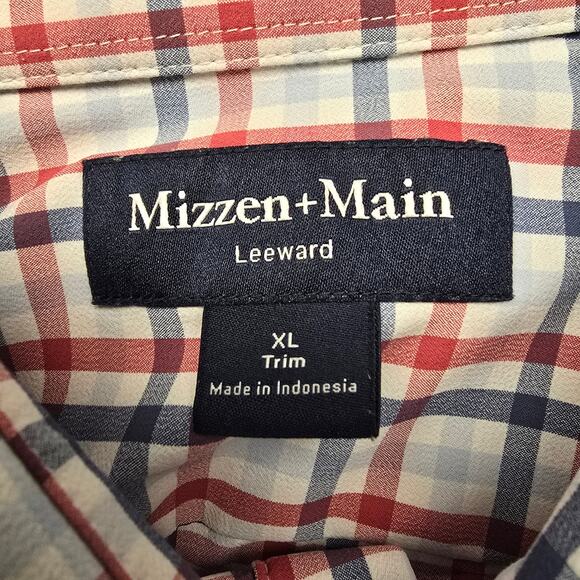 Mizzen+Main
Leeward
XL
Trim
Made in Indonesia